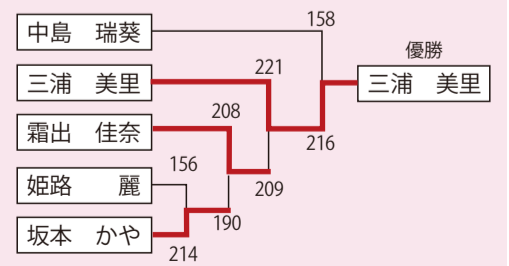 中島　瑞葵
158
優勝
三浦　美里
221
三浦　美里
208
霜出　佳奈
216
156
姫路　　麗
209
190
坂本　かや
214